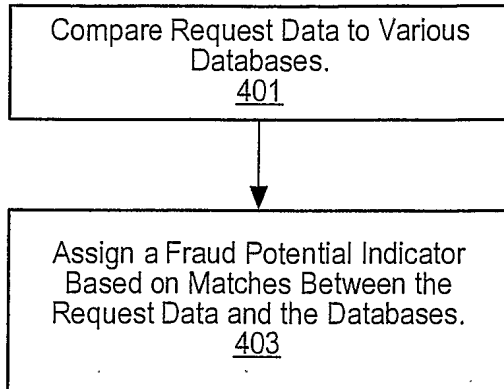 Compare Request Data to Various
Databases.
401
Assign a Fraud Potential Indicator
Based on Matches Between the
Request Data and the Databases.
403